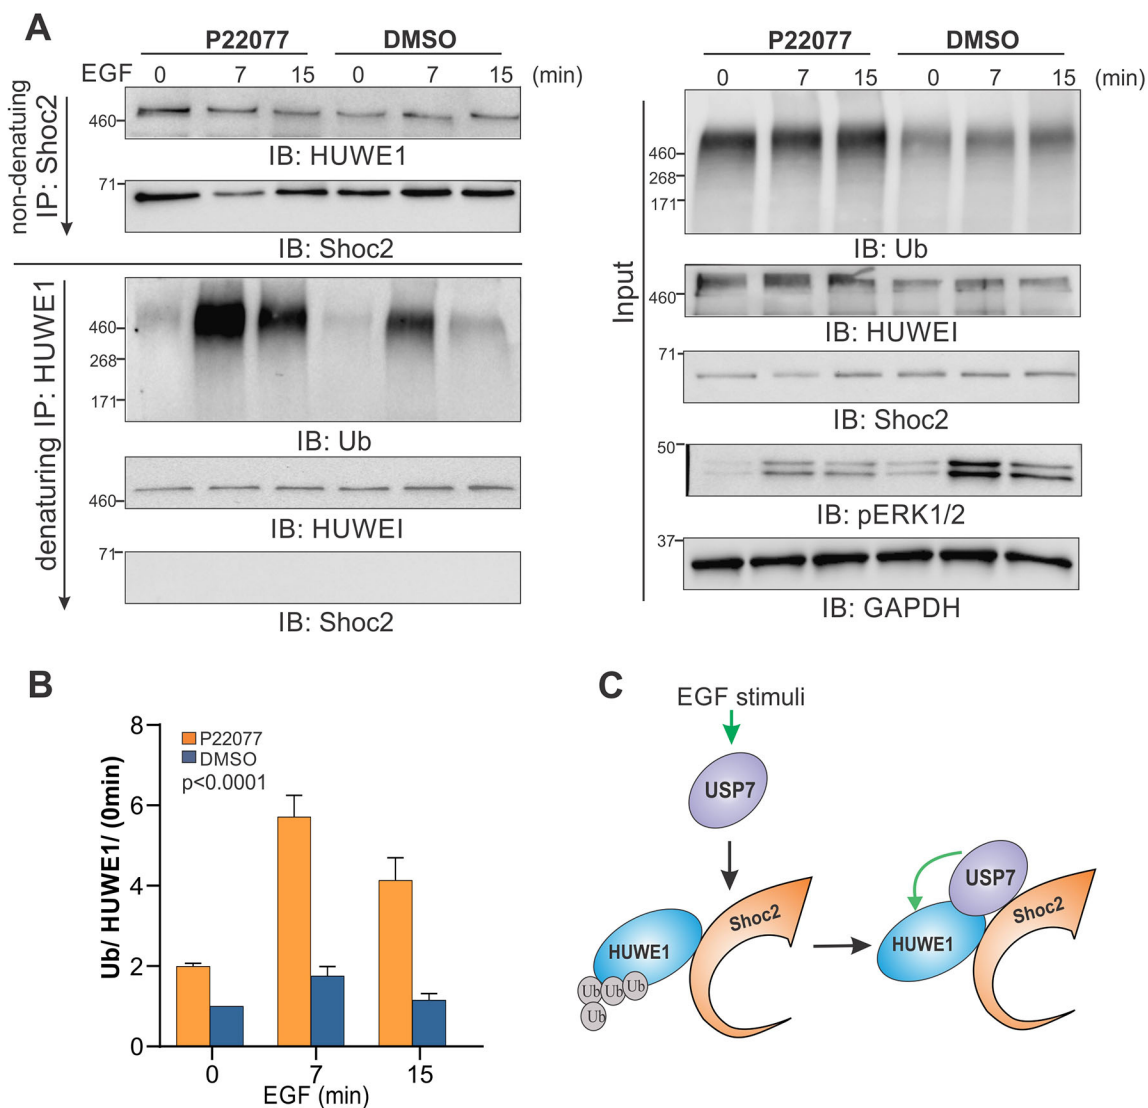 A
P22077 DMSO
EGF 0 7 15 0 7 15 (min)
non-denatuing
IP: Shoc2
460
IB: HUWE1
71
IB: Shoc2
denaturing IP: HUWE1
460
268
171
IB: Ub
460
IB: HUWEI
71
IB: Shoc2
P22077 DMSO
0 7 15 0 7 15 (min)
Input
460
268
171
IB: Ub
460
IB: HUWEI
71
IB: Shoc2
50
IB: pERK1/2
37
IB: GAPDH
B
Ub/ HUWE1/ (0min)
8
6
4
2
0
P22077
DMSO
p<0.0001
0 7 15
EGF (min)
C
EGF stimuli
USP7
HUWE1
Shoc2
Ub Ub Ub
Ub
USP7
HUWE1
Shoc2